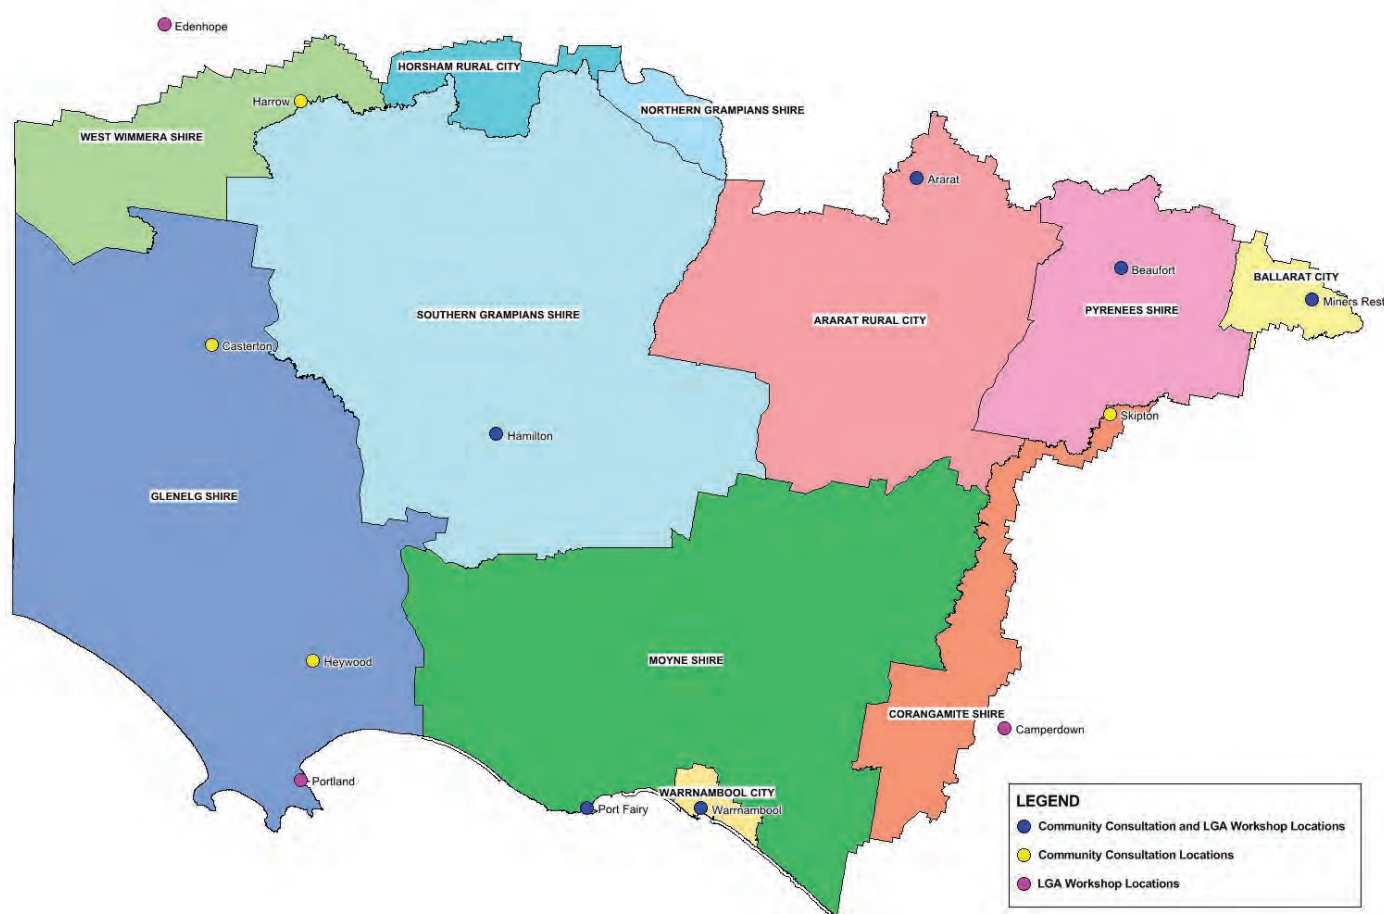 Edenhope
HORSHAM RURAL CITY
Harrow
NORTHERN GRAMPIANS SHIRE
WEST WIMMERA SHIRE
Ararat
Beaufort
BALLARAT CITY
Miners Rest
PYRENEES SHIRE
SOUTHERN GRAMPIANS SHIRE
ARARAT RURAL CITY
Casterton
Skipton
Hamilton
GLENELG SHIRE
MOYNE SHIRE
Heywood
CORANGAMITE SHIRE
Camperdown
Portland
WARRNAMBOOL CITY
Port Fairy
Warrnambool
LEGEND
Community Consultation and LGA Workshop Locations
Community Consultation Locations
LGA Workshop Locations